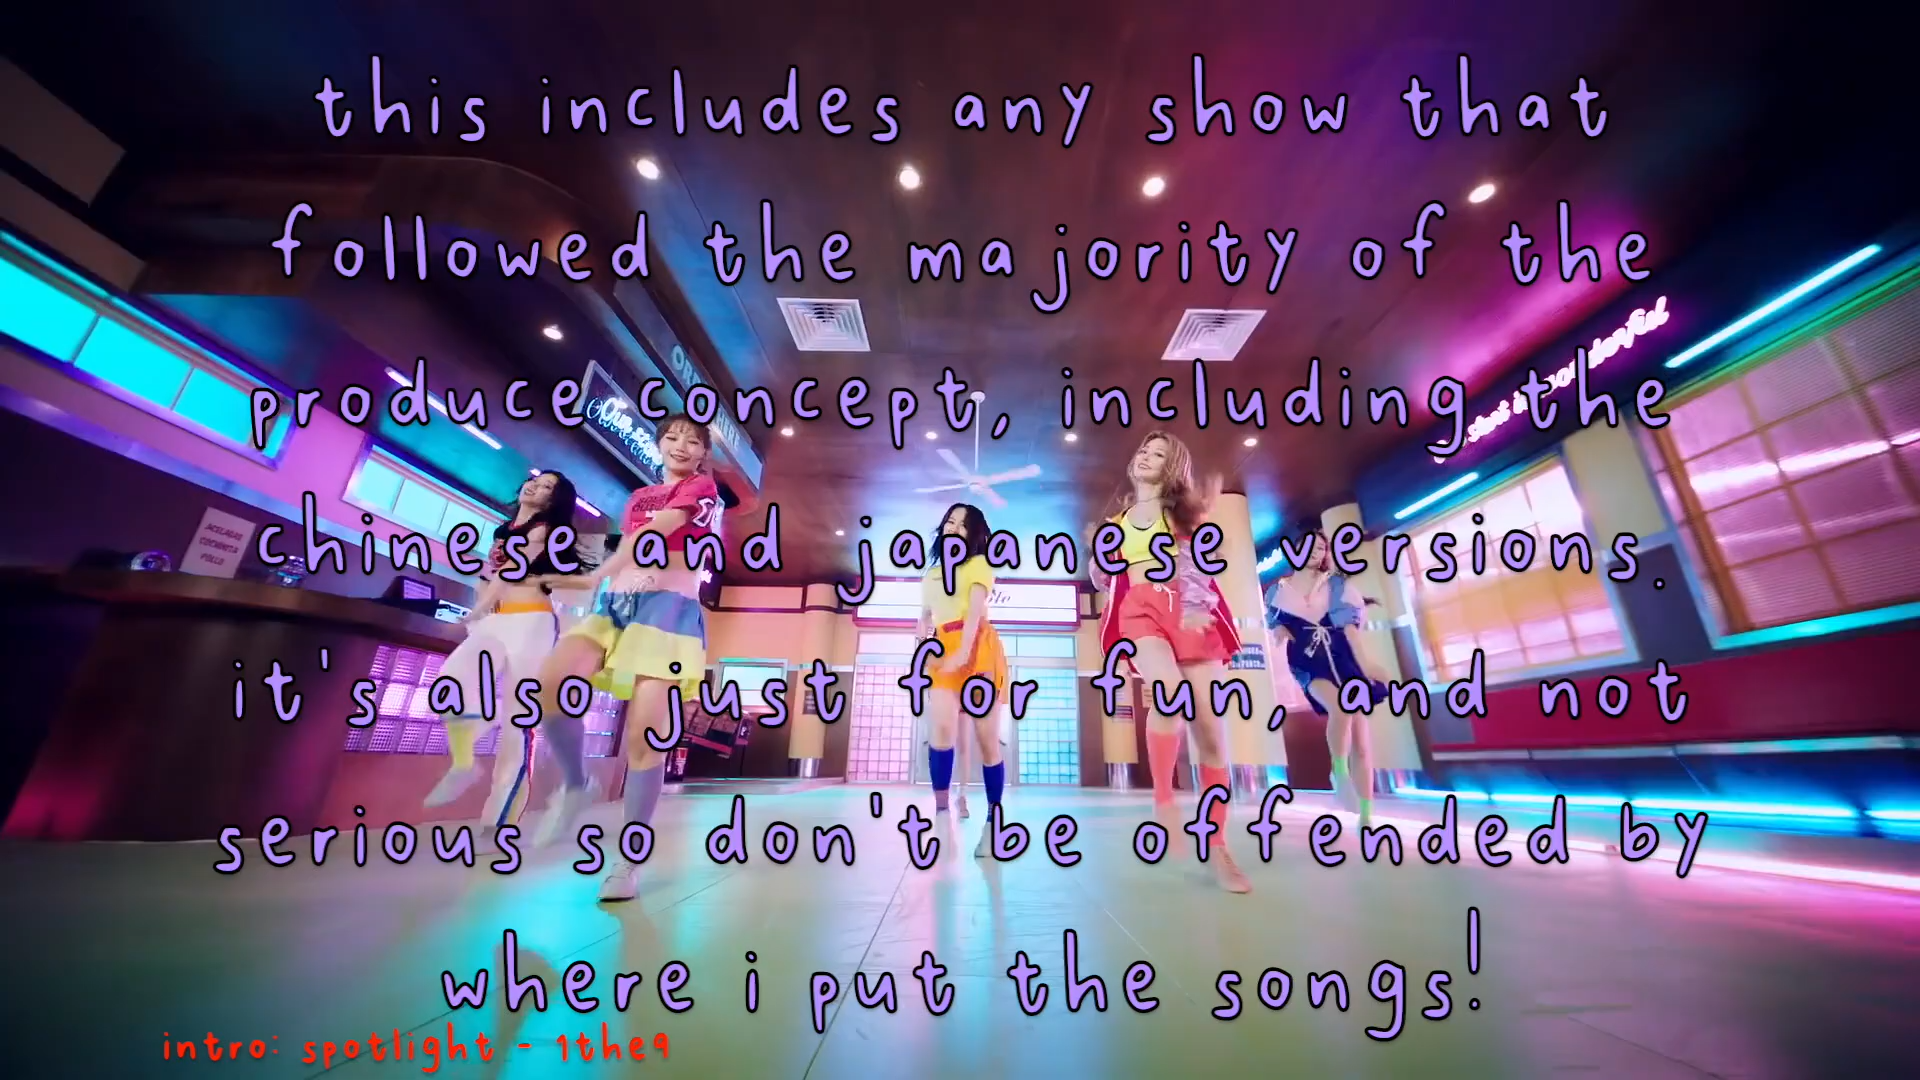 this includes any show that
followed the majority of the
produce concept, including the
chinese and japanese versions.
it's also just for fun, and not
serious so don't be offended by
where i put the songs!
intro: spotlight - 1the9